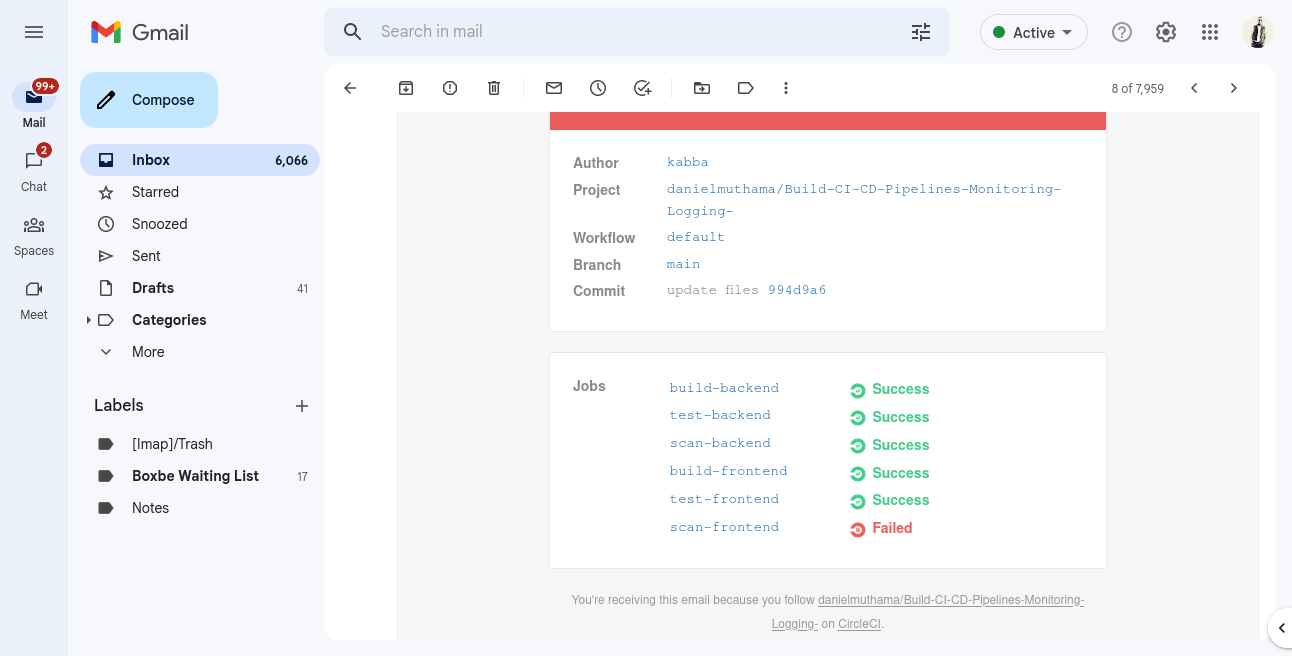 Gmail
Search in mail
Active
99+
Mail
2
Chat
Spaces
Meet
Compose
Inbox 6,066
Starred
Snoozed
Sent
Drafts 41
Categories
More
Labels
[Imap]/Trash
Boxbe Waiting List 17
Notes
8 of 7,959
Author kabba
Project danielmuthama/Build-CI-CD-Pipelines-Monitoring-
Logging-
Workflow default
Branch main
Commit update files 994d9a6
Jobs build-backend Success
test-backend Success
scan-backend Success
build-frontend Success
test-frontend Success
scan-frontend Failed
You're receiving this email because you follow danielmuthama/Build-CI-CD-Pipelines-Monitoring-
Logging- on CircleCI.